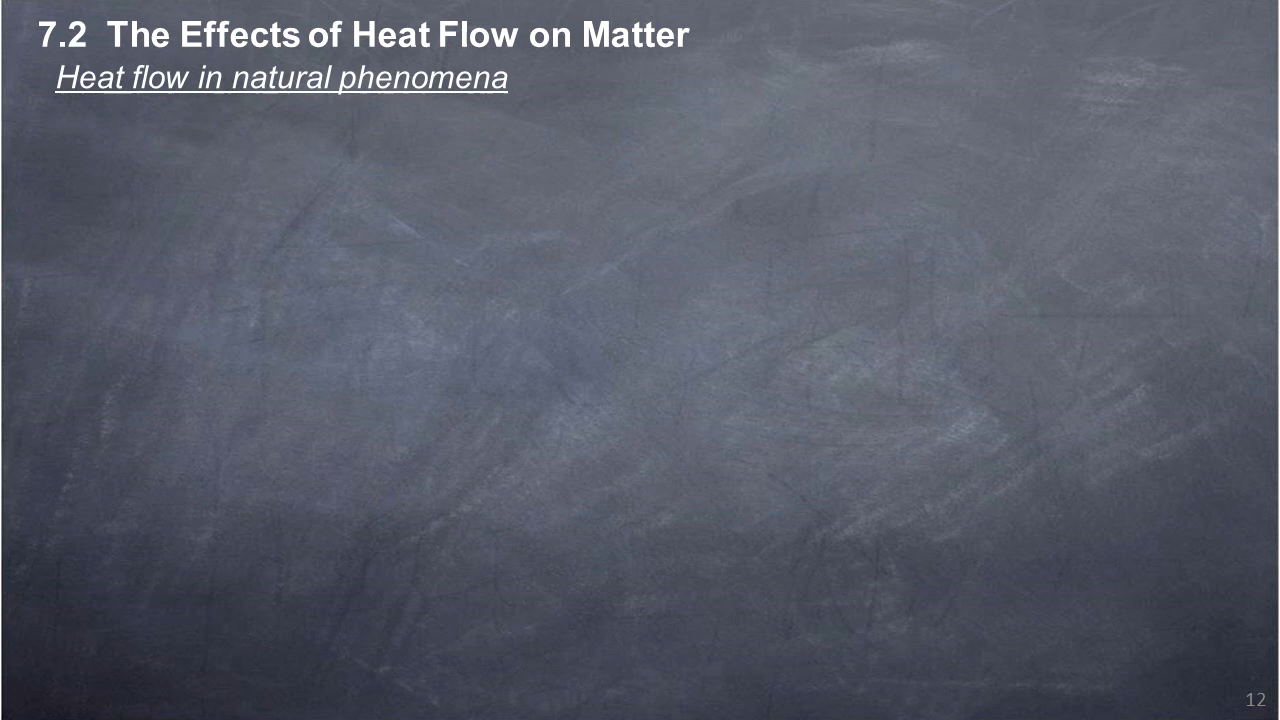 7.2 The Effects of Heat Flow on Matter
Heat flow in natural phenomena
12